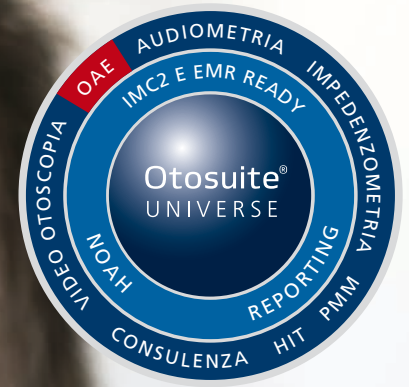 OAE
AUDIOMETRIA
IMPEDENZOMETRIA
PMM
HIT
CONSULENZA
VIDEO OTOSCOPIA
IMC2 E EMR READY
REPORTING
NOAH
Otosuite®
UNIVERSE